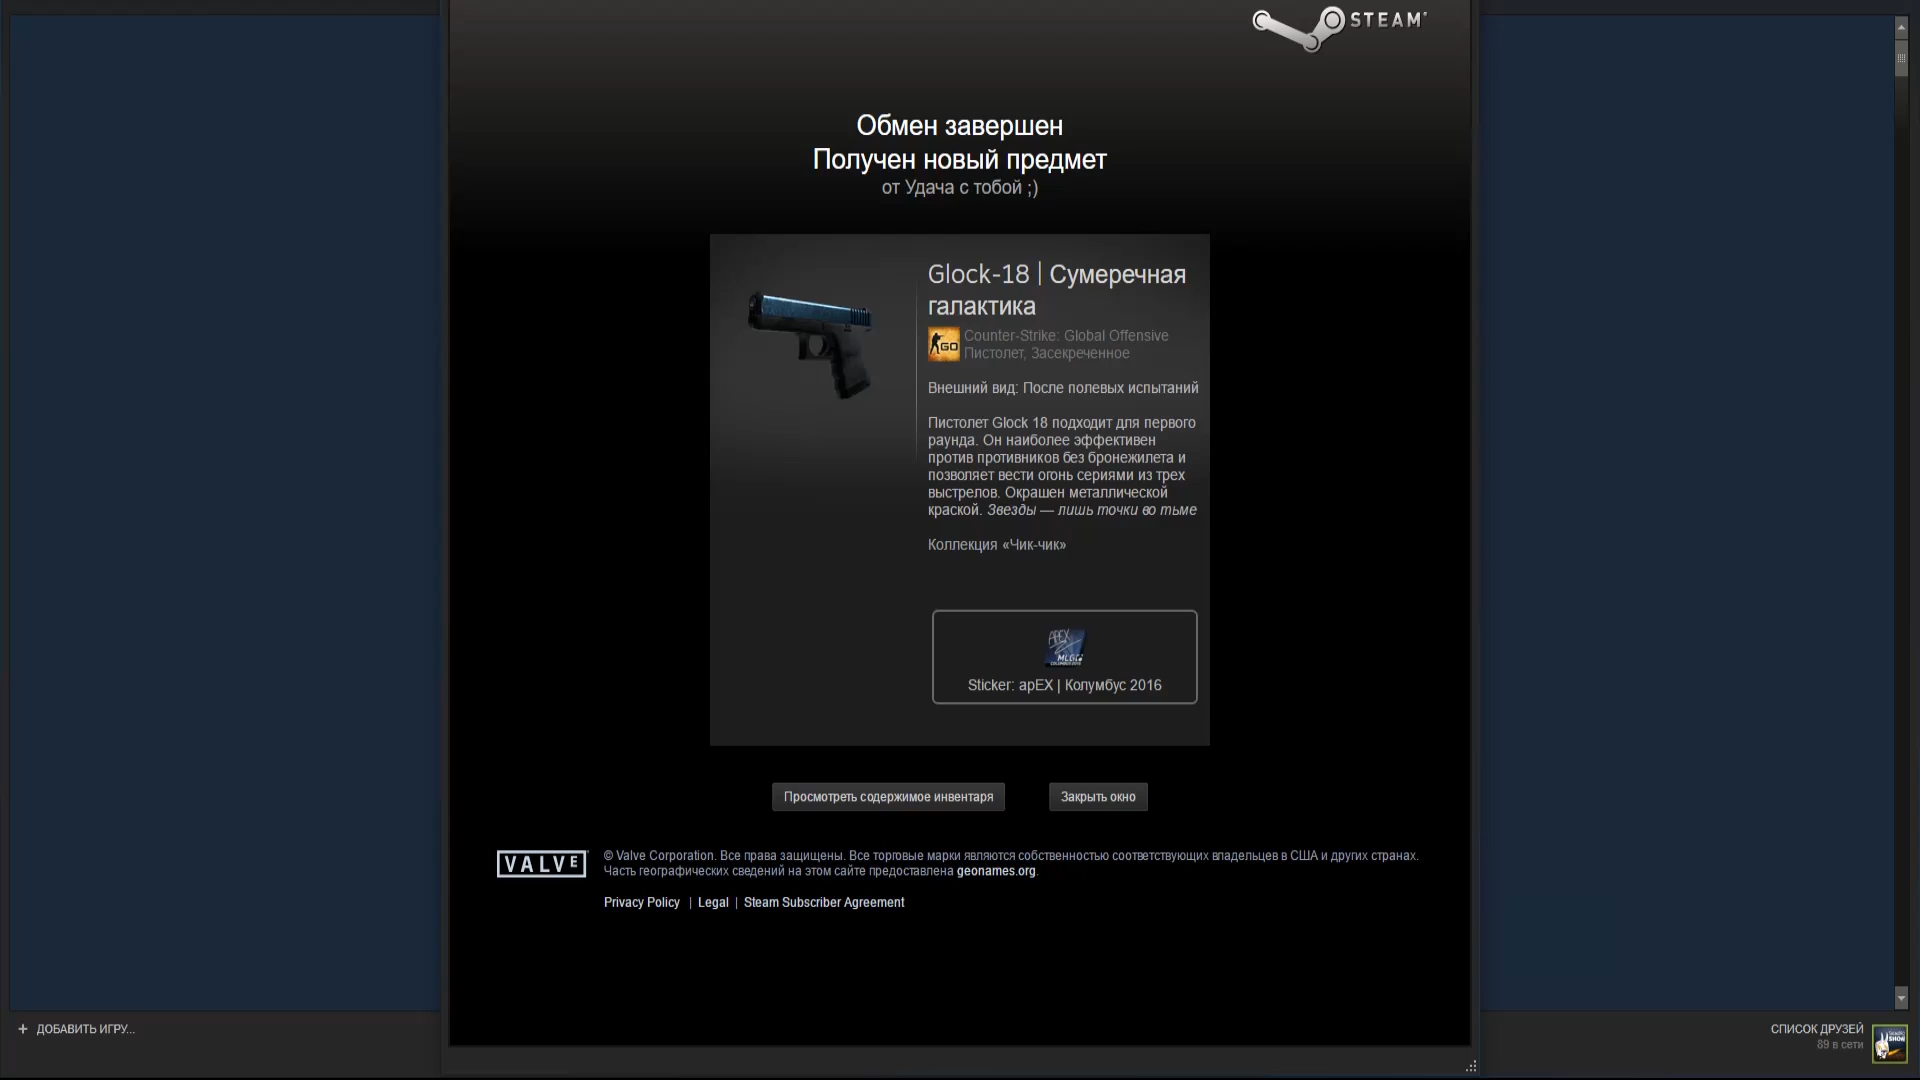 STEAM
Обмен завершен
Получен новый предмет
от Удача с тобой ;)
Glock-18 | Сумеречная
галактика
GO
Counter-Strike: Global Offensive
Пистолет, Засекреченное
Внешний вид: После полевых испытаний
Пистолет Glock 18 подходит для первого
раунда. Он наиболее эффективен
против противников без бронежилета и
позволяет вести огонь сериями из трех
выстрелов. Окрашен металлической
краской. Звезды — лишь точки во тьме
Коллекция «Чик-чик»
Sticker: apEX | Колумбус 2016
Просмотреть содержимое инвентаря
Закрыть окно
VALVE
© Valve Corporation. Все права защищены. Все торговые марки являются собственностью соответствующих владельцев в США и других странах.
Часть географических сведений на этом сайте предоставлена geonames.org.
Privacy Policy | Legal | Steam Subscriber Agreement
+ ДОБАВИТЬ ИГРУ...
СПИСОК ДРУЗЕЙ
89 в сети